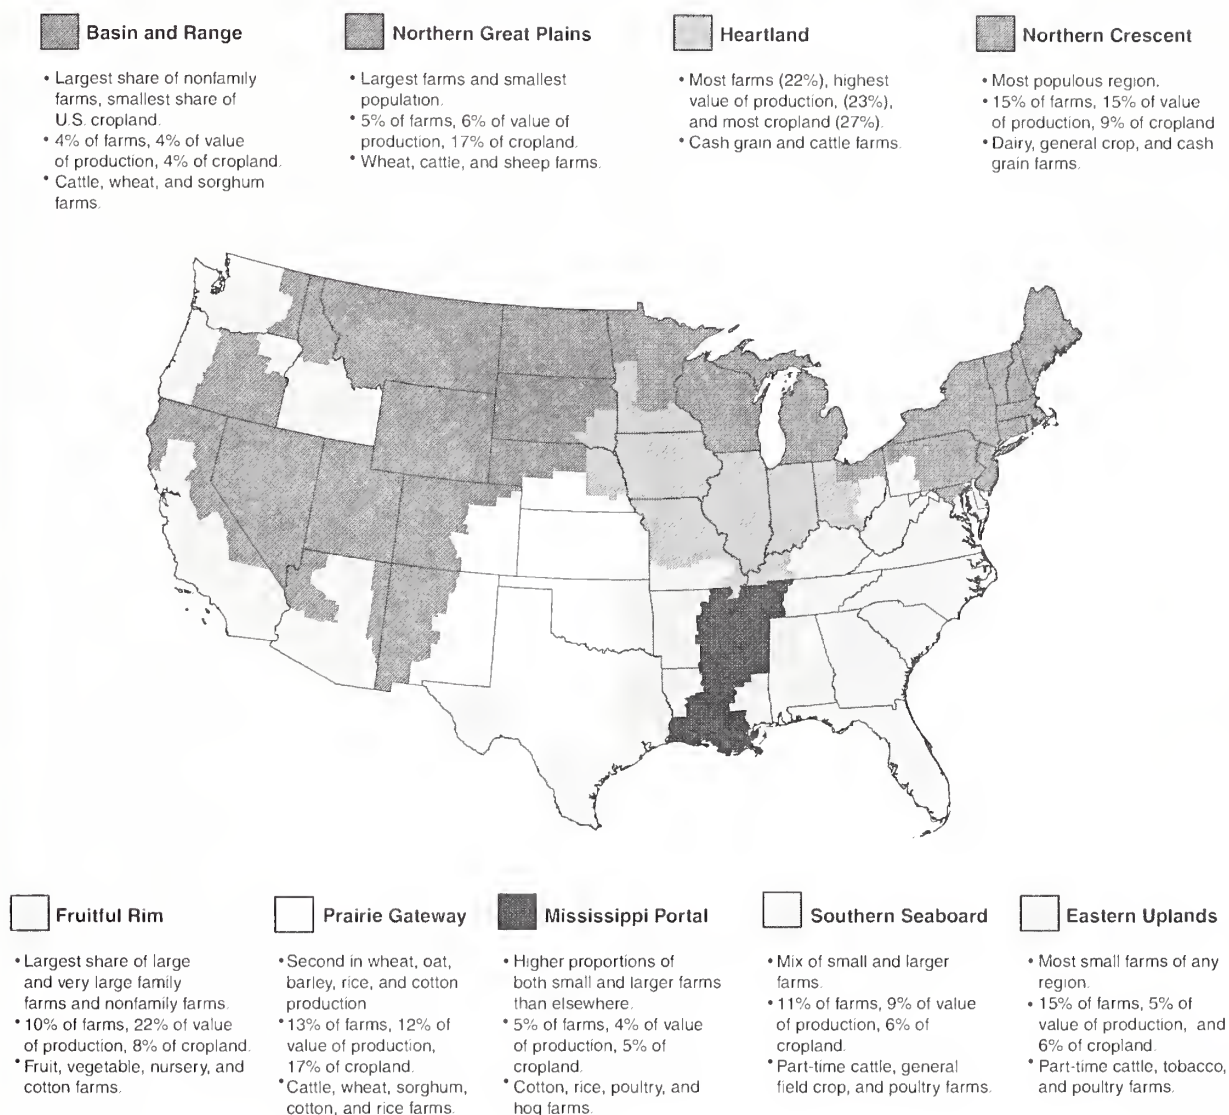 Basin and Range
• Largest share of nonfamily
farms, smallest share of
U.S. cropland.
• 4% of farms, 4% of value
of production, 4% of cropland.
• Cattle, wheat, and sorghum
farms.
Northern Great Plains
• Largest farms and smallest
population.
• 5% of farms, 6% of value of
production, 17% of cropland.
• Wheat, cattle, and sheep farms.
Heartland
• Most farms (22%), highest
value of production, (23%),
and most cropland (27%).
• Cash grain and cattle farms.
Northern Crescent
• Most populous region.
• 15% of farms, 15% of value
of production, 9% of cropland
• Dairy, general crop, and cash
grain farms.
Fruitful Rim
• Largest share of large
and very large family
farms and nonfamily farms.
• 10% of farms, 22% of value
of production, 8% of cropland.
• Fruit, vegetable, nursery, and
cotton farms.
Prairie Gateway
• Second in wheat, oat,
barley, rice, and cotton
production
• 13% of farms, 12% of
value of production,
17% of cropland.
• Cattle, wheat, sorghum,
cotton, and rice farms.
Mississippi Portal
• Higher proportions of
both small and larger farms
than elsewhere.
• 5% of farms, 4% of value
of production, 5% of
cropland.
• Cotton, rice, poultry, and
hog farms.
Southern Seaboard
• Mix of small and larger
farms.
• 11% of farms, 9% of value
of production, 6% of
cropland.
• Part-time cattle, general
field crop, and poultry farms.
Eastern Uplands
• Most small farms of any
region.
• 15% of farms, 5% of
value of production, and
6% of cropland.
• Part-time cattle, tobacco,
and poultry farms.